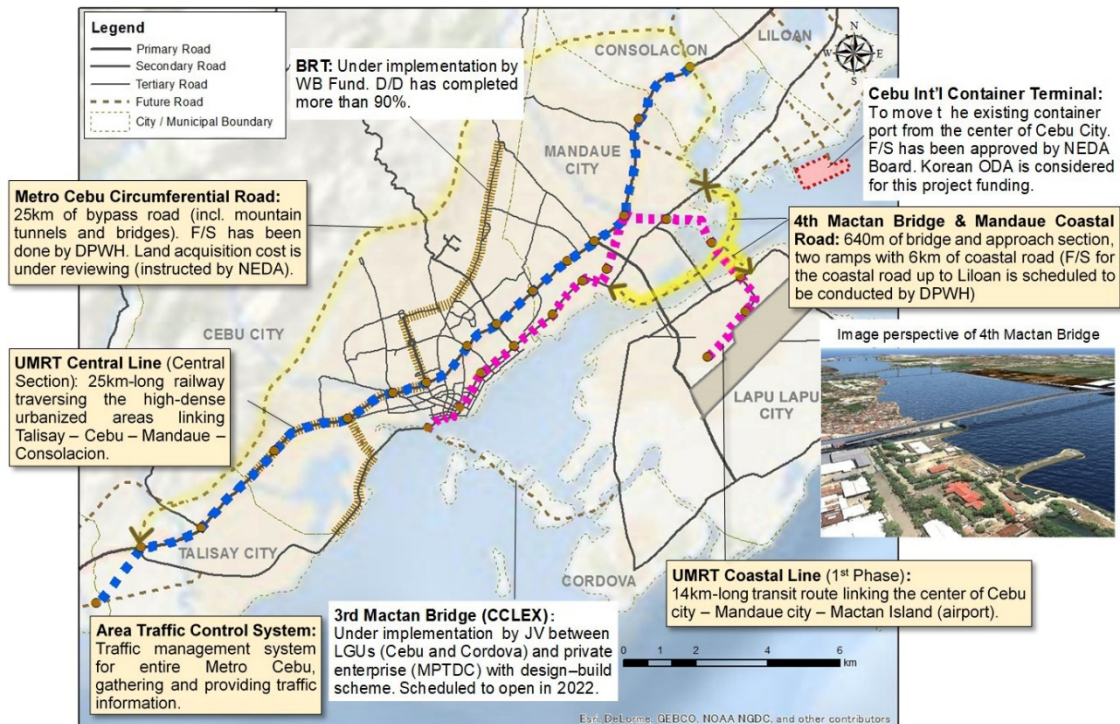 Legend
Primary Road
Secondary Road
Tertiary Road
Future Road
City / Municipal Boundary
BRT: Under implementation by
WB Fund. D/D has completed
more than 90%.
CONSOLACION
LILOAN
N
W E
S
Cebu Int'l Container Terminal:
To move t he existing container
port from the center of Cebu City.
F/S has been approved by NEDA
Board. Korean ODA is considered
for this project funding.
MANDAUE
CITY
Metro Cebu Circumferential Road:
25km of bypass road (incl. mountain
tunnels and bridges). F/S has been
done by DPWH. Land acquisition cost is
under reviewing (instructed by NEDA).
4th Mactan Bridge & Mandaue Coastal
Road: 640m of bridge and approach section,
two ramps with 6km of coastal road (F/S for
the coastal road up to Liloan is scheduled to
be conducted by DPWH)
CEBU CITY
Image perspective of 4th Mactan Bridge
UMRT Central Line (Central
Section): 25km-long railway
traversing the high-dense
urbanized areas linking
Talisay – Cebu – Mandaue –
Consolacion.
LAPU LAPU
CITY
TALISAY CITY
CORDOVA
UMRT Coastal Line (1st Phase):
14km-long transit route linking the center of Cebu
city – Mandaue city – Mactan Island (airport).
Area Traffic Control System:
Traffic management system
for entire Metro Cebu,
gathering and providing traffic
information.
3rd Mactan Bridge (CCLEX):
Under implementation by JV between
LGUs (Cebu and Cordova) and private
enterprise (MPTDC) with design–build
scheme. Scheduled to open in 2022.
0 1 2 4 6
km
Esri, DeLorme, GEBCO, NOAA NGDC, and other contributors